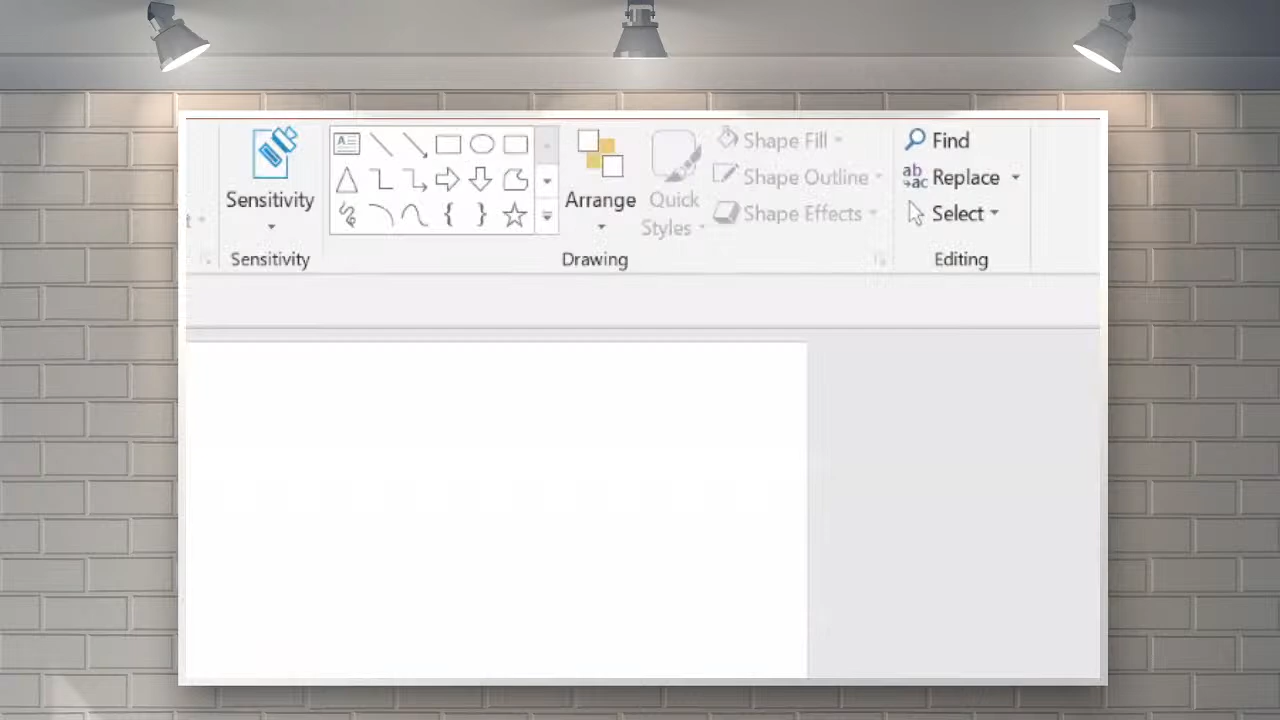 Sensitivity
Sensitivity
Arrange
Quick
Styles
Shape Fill
Shape Outline
Shape Effects
Drawing
Find
Replace
Select
Editing